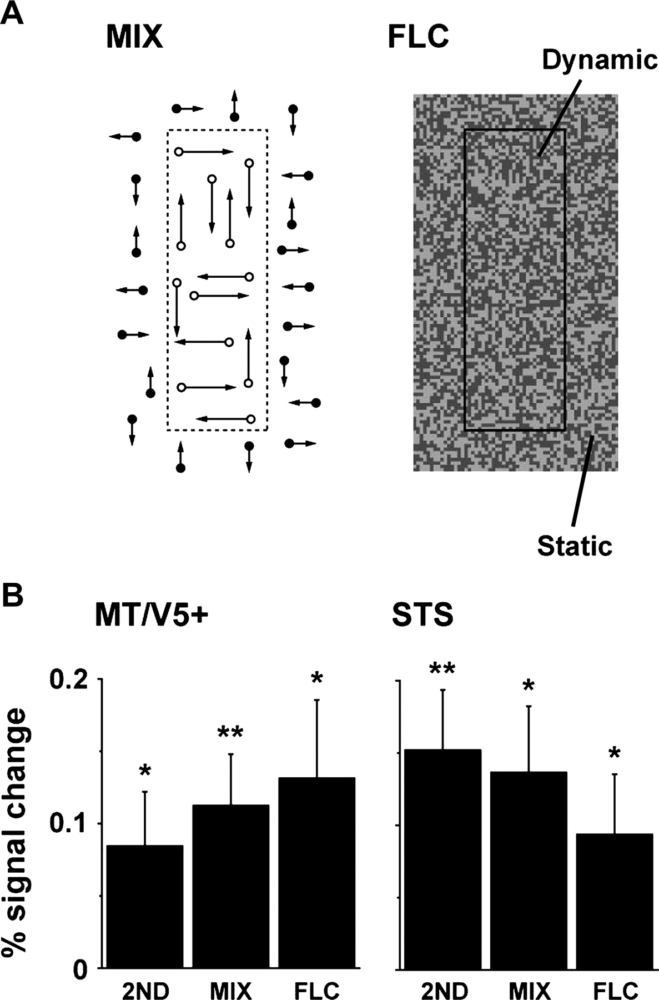 A
MIX
FLC
Dynamic
Static
B
MT/V5+
STS
% signal change
0.2
0.1
0
*
**
*
**
*
*
2ND MIX FLC
2ND MIX FLC